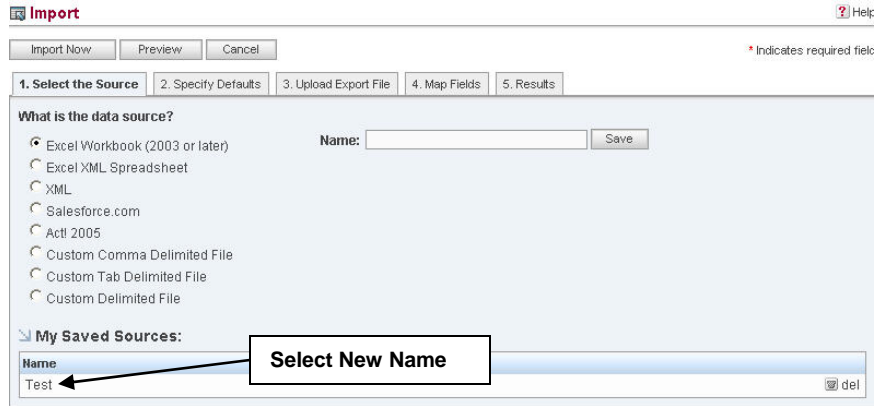 Import
? Help
Import Now Preview Cancel
* Indicates required field
1. Select the Source 2. Specify Defaults 3. Upload Export File 4. Map Fields 5. Results
What is the data source?
Excel Workbook (2003 or later)
Name: Save
Excel XML Spreadsheet
XML
Salesforce.com
Act! 2005
Custom Comma Delimited File
Custom Tab Delimited File
Custom Delimited File
My Saved Sources:
Select New Name
Name
Test
del